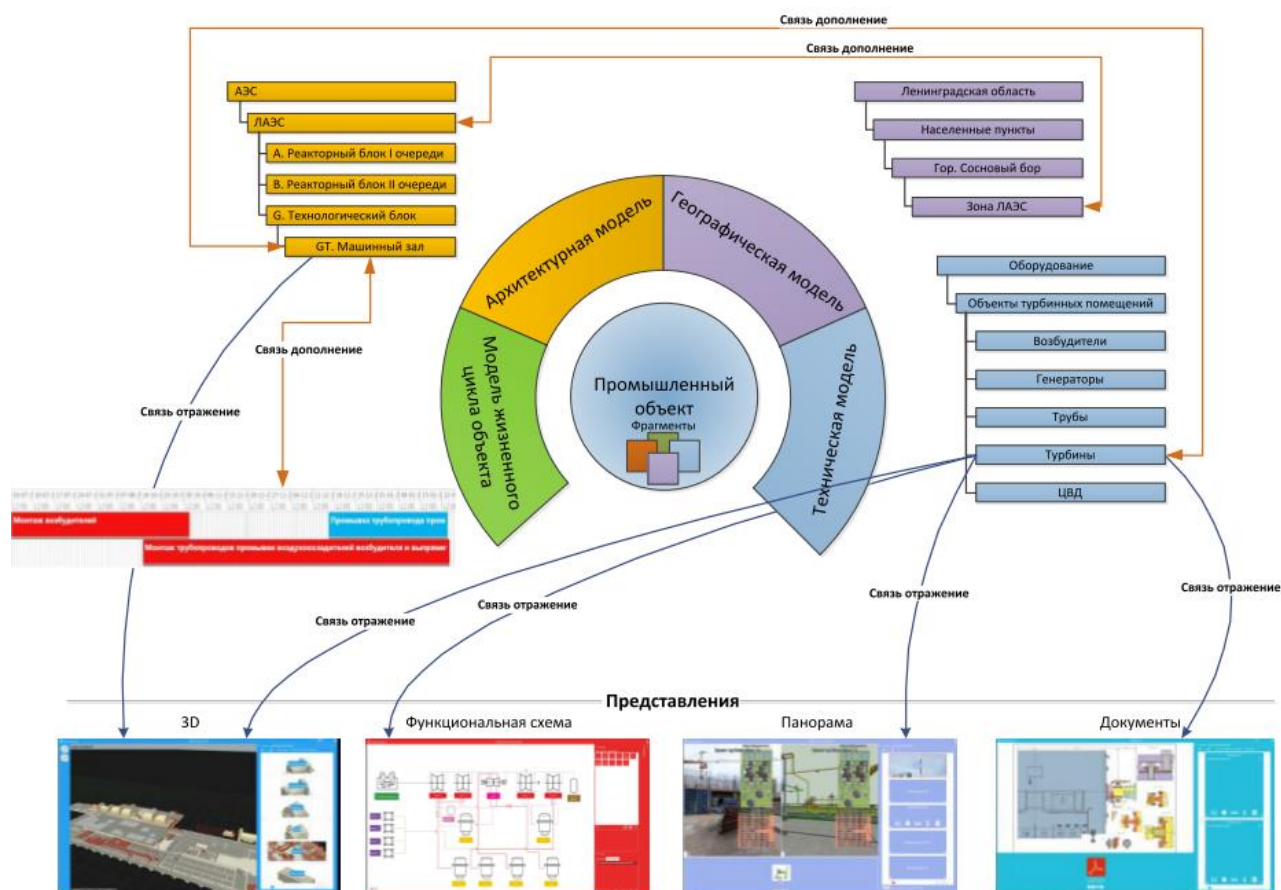 Связь дополнение
Связь дополнение
АЭС
ЛАЭС
А. Реакторный блок I очереди
В. Реакторный блок II очереди
G. Технологический блок
GT. Машинный зал
Ленинградская область
Населенные пункты
Гор. Сосновый бор
Зона ЛАЭС
Архитектурная модель
Географическая модель
Модель жизненного
цикла объекта
Техническая модель
Промышленный
объект
Фрагменты
Оборудование
Объекты турбинных помещений
Возбудители
Генераторы
Трубы
Турбины
ЦВД
Связь дополнение
Связь отражение
Монтаж возбудителей
Промывка трубопровода
Монтаж трубопроводов промывки воздухоохладителей возбудителя и
Связь отражение
Связь отражение
Связь отражение
Связь отражение
Представления
3D
Функциональная схема
Панорама
Документы